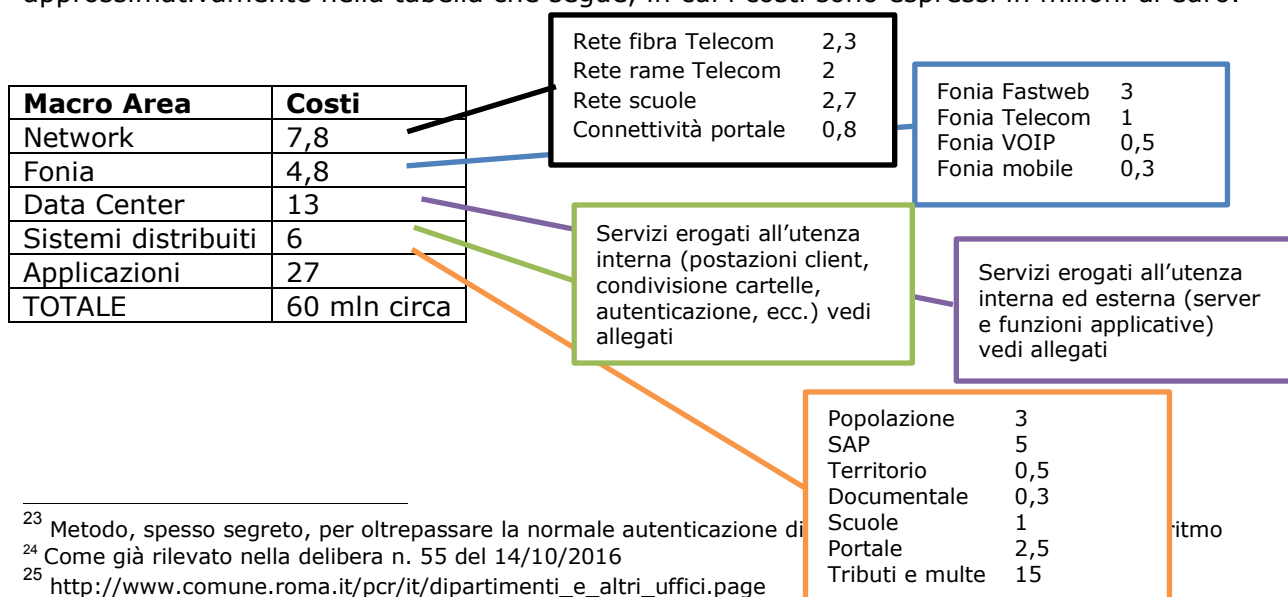 approssimativamente nella tabella che segue, in cui i costi sono espressi in milioni di euro.
Macro Area Costi
Network 7,8
Fonia 4,8
Data Center 13
Sistemi distribuiti 6
Applicazioni 27
TOTALE 60 mln circa
Rete fibra Telecom 2,3
Rete rame Telecom 2
Rete scuole 2,7
Connettività portale 0,8
Fonia Fastweb 3
Fonia Telecom 1
Fonia VOIP 0,5
Fonia mobile 0,3
Servizi erogati all’utenza
interna (postazioni client,
condivisione cartelle,
autenticazione, ecc.) vedi
allegati
Servizi erogati all’utenza
interna ed esterna (server
e funzioni applicative)
vedi allegati
Popolazione 3
SAP 5
Territorio 0,5
Documentale 0,3
Scuole 1
Portale 2,5
Tributi e multe 15
23 Metodo, spesso segreto, per oltrepassare la normale autenticazione di ritmo
24 Come già rilevato nella delibera n. 55 del 14/10/2016
25 http://www.comune.roma.it/pcr/it/dipartimenti_e_altri_uffici.page